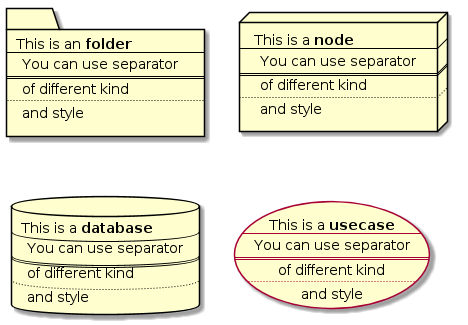 This is an folder
You can use separator
of different kind
and style
This is a node
You can use separator
of different kind
and style
This is a database
You can use separator
of different kind
and style
This is a usecase
You can use separator
of different kind
and style